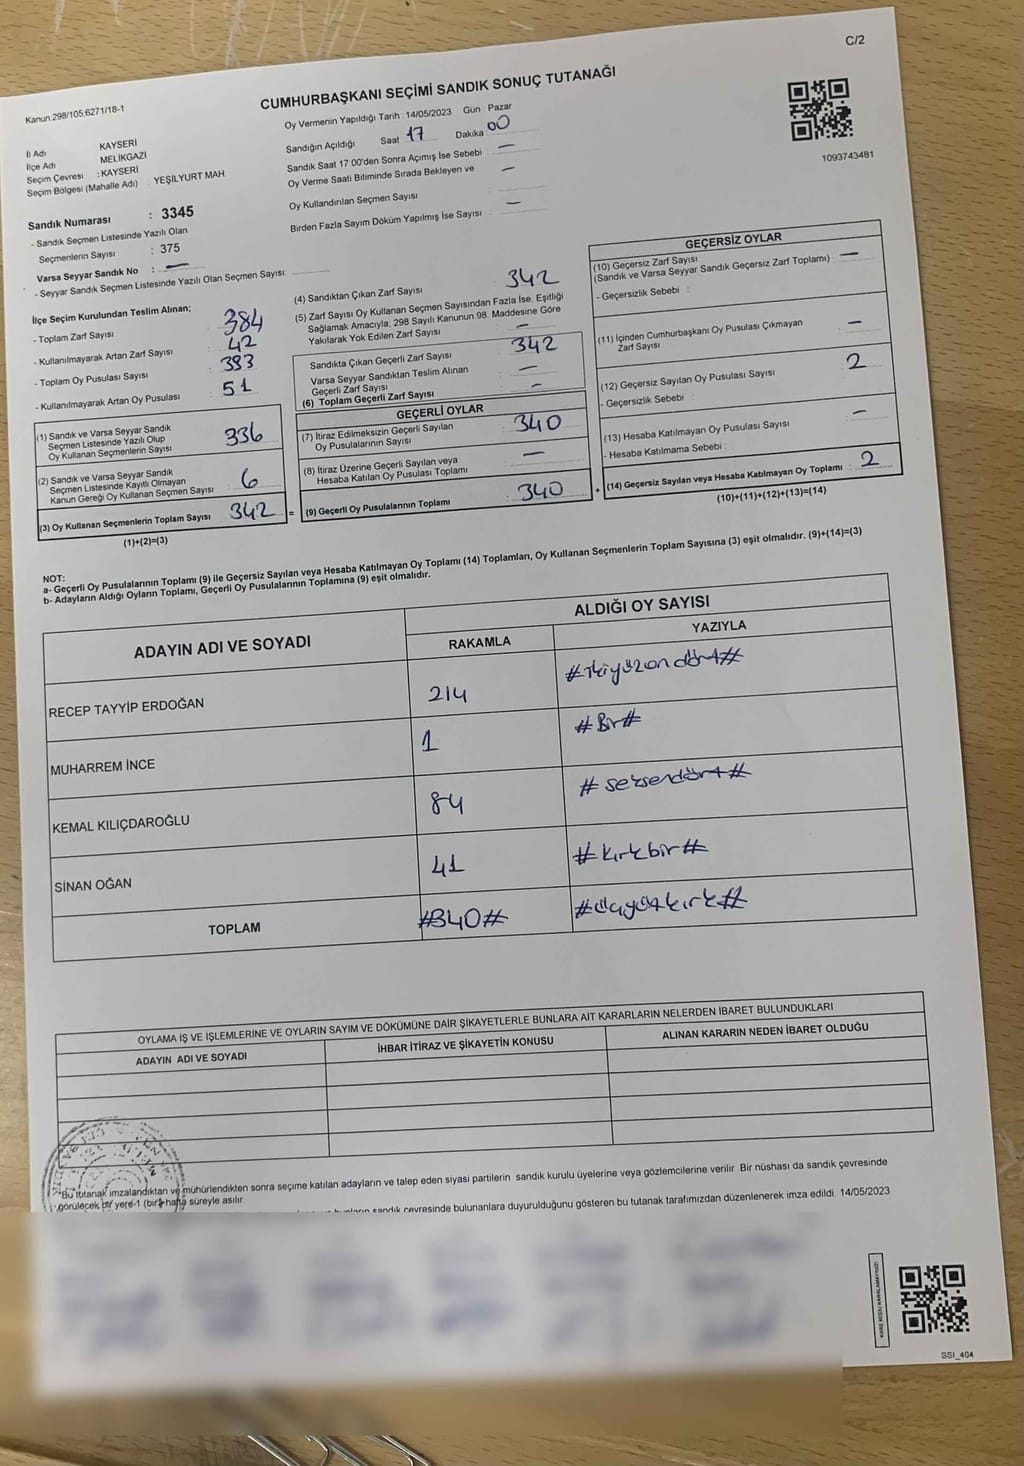 C/2
Kanun:298/105:6271/18-1
CUMHURBAŞKANI SEÇİMİ SANDIK SONUÇ TUTANAĞI
Oy Vermenin Yapıldığı Tarih : 14/05/2023 Gün : Pazar
1093743481
İl Adı KAYSERİ
İlçe Adı MELİKGAZİ
Seçim Çevresi : KAYSERİ
Seçim Bölgesi (Mahalle Adı) : YEŞİLYURT MAH
Sandık Numarası : 3345
- Sandık Seçmen Listesinde Yazılı Olan
Seçmenlerin Sayısı : 375
Varsa Seyyar Sandık No : —
- Seyyar Sandık Seçmen Listesinde Yazılı Olan Seçmen Sayısı:
Sandığın Açıldığı Saat 17 Dakika 00
Sandık Saat 17:00'den Sonra Açımış İse Sebebi : —
Oy Verme Saati Bitiminde Sırada Bekleyen ve —
Oy Kullandırılan Seçmen Sayısı
Birden Fazla Sayım Döküm Yapılmış İse Sayısı : —
İlçe Seçim Kurulundan Teslim Alınan;
- Toplam Zarf Sayısı : 384
- Kullanılmayarak Artan Zarf Sayısı : 42
- Toplam Oy Pusulası Sayısı : 393
- Kullanılmayarak Artan Oy Pusulası : 51
(1) Sandık ve Varsa Seyyar Sandık
Seçmen Listesinde Yazılı Olup
Oy Kullanan Seçmenlerin Sayısı : 336
(2) Sandık ve Varsa Seyyar Sandık
Seçmen Listesinde Kayıtlı Olmayan
Kanun Gereği Oy Kullanan Seçmen Sayısı : 6
(3) Oy Kullanan Seçmenlerin Toplam Sayısı : 342
(1)+(2)=(3)
(4) Sandıktan Çıkan Zarf Sayısı : 342
(5) Zarf Sayısı Oy Kullanan Seçmen Sayısından Fazla İse, Eşitliği
Sağlamak Amacıyla; 298 Sayılı Kanunun 98. Maddesine Göre
Yakılarak Yok Edilen Zarf Sayısı : —
Sandıkta Çıkan Geçerli Zarf Sayısı : 342
Varsa Seyyar Sandıktan Teslim Alınan
Geçerli Zarf Sayısı : —
(6) Toplam Geçerli Zarf Sayısı : —
GEÇERLİ OYLAR
(7) İtiraz Edilmeksizin Geçerli Sayılan
Oy Pusulalarının Sayısı : 340
(8) İtiraz Üzerine Geçerli Sayılan veya
Hesaba Katılan Oy Pusulası Toplamı : —
= (9) Geçerli Oy Pusulalarının Toplamı : 340 +
GEÇERSİZ OYLAR
(10) Geçersiz Zarf Sayısı
(Sandık ve Varsa Seyyar Sandık Geçersiz Zarf Toplamı) : —
- Geçersizlik Sebebi :
(11) İçinden Cumhurbaşkanı Oy Pusulası Çıkmayan
Zarf Sayısı : —
(12) Geçersiz Sayılan Oy Pusulası Sayısı : 2
- Geçersizlik Sebebi :
(13) Hesaba Katılmayan Oy Pusulası Sayısı : —
- Hesaba Katılmama Sebebi :
(14) Geçersiz Sayılan veya Hesaba Katılmayan Oy Toplamı : 2
(10)+(11)+(12)+(13)=(14)
NOT:
a- Geçerli Oy Pusulalarının Toplamı (9) ile Geçersiz Sayılan veya Hesaba Katılmayan Oy Toplamı (14) Toplamları, Oy Kullanan Seçmenlerin Toplam Sayısına (3) eşit olmalıdır. (9)+(14)=(3)
b- Adayların Aldığı Oyların Toplamı, Geçerli Oy Pusulalarının Toplamına (9) eşit olmalıdır.
ADAYIN ADI VE SOYADI ALDIĞI OY SAYISI
RAKAMLA YAZIYLA
RECEP TAYYİP ERDOĞAN 214 #İkiyüzondört#
MUHARREM İNCE 1 #Bir#
KEMAL KILIÇDAROĞLU 84 #seksendört#
SİNAN OĞAN 41 #kırkbir#
TOPLAM #340# #üçyüzkırk#
OYLAMA İŞ VE İŞLEMLERİNE VE OYLARIN SAYIM VE DÖKÜMÜNE DAİR ŞİKAYETLERLE BUNLARA AİT KARARLARIN NELERDEN İBARET BULUNDUKLARI
ADAYIN ADI VE SOYADI İHBAR İTİRAZ VE ŞİKAYETİN KONUSU ALINAN KARARIN NEDEN İBARET OLDUĞU
*Bu tutanak imzalandıktan ve mühürlendikten sonra seçime katılan adayların ve talep eden siyasi partilerin sandık kurulu üyelerine veya gözlemcilerine verilir. Bir nüshası da sandık çevresinde
görülecek bir yere 1 (bir) hafta süreyle asılır.
sandık çevresinde bulunanlara duyurulduğunu gösteren bu tutanak tarafımızdan düzenlenerek imza edildi. 14/05/2023
KARE KODU KARALAMAYINIZ!
SSI_404